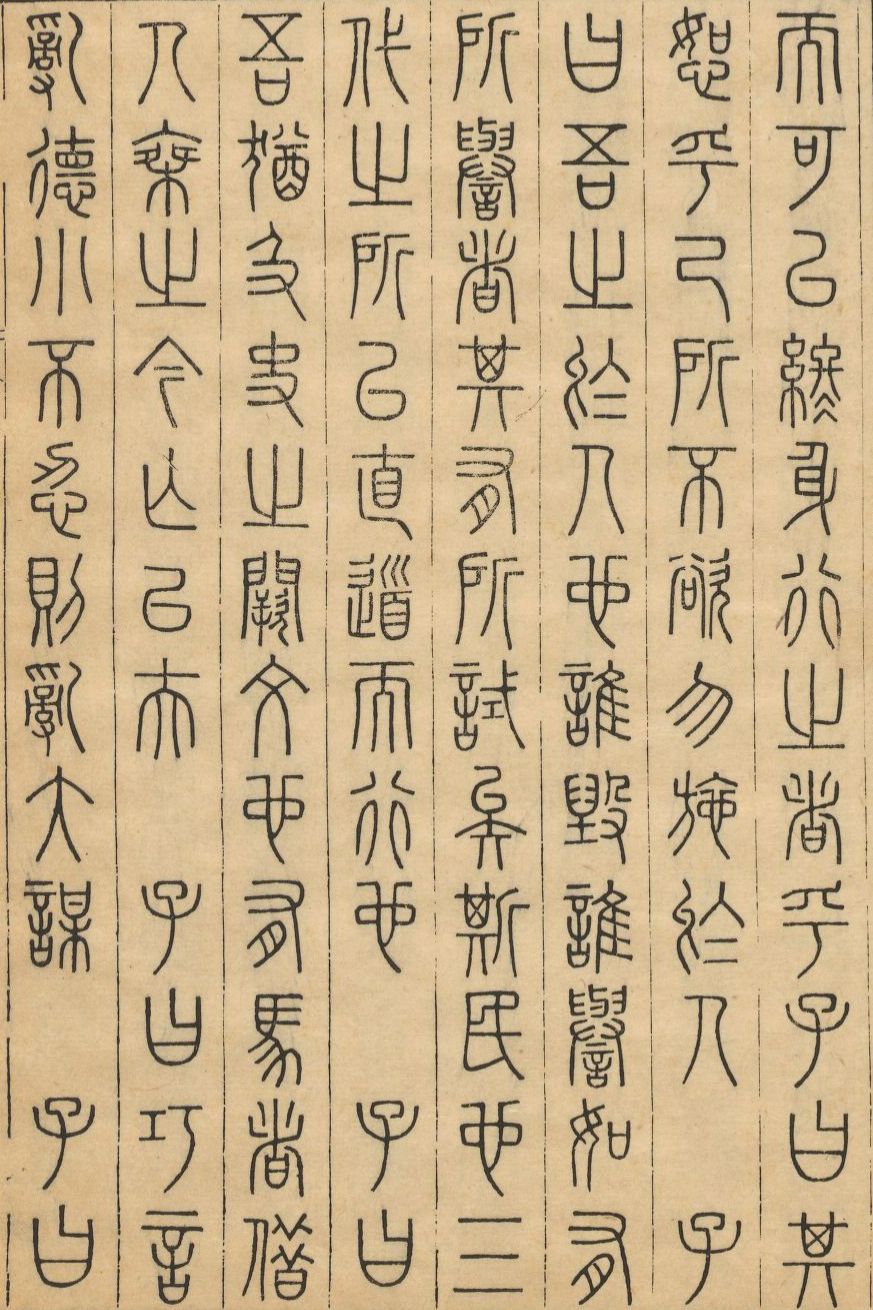 而可以終身行之者乎子曰其
恕乎己所不欲勿施於人 子
曰吾之於人也誰毀誰譽如有
所譽者其有所試矣斯民也三
代之所以直道而行也 子曰
吾猶及史之闕文也有馬者借
人乘之今亡已夫 子曰巧言
亂德小不忍則亂大謀 子曰